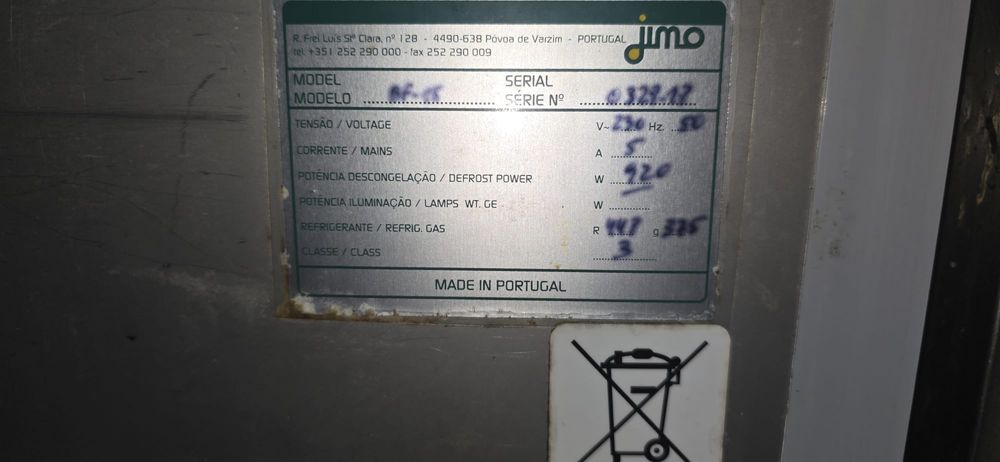 jimo
R. Frei Luís Stª Clara, nº 128 - 4490-638 Póvoa de Varzim - PORTUGAL
tel. +351 252 290 000 - fax 252 290 009
MODEL SERIAL
MODELO SÉRIE Nº 032917
TENSÃO / VOLTAGE V~ 230 Hz. 50
CORRENTE / MAINS A 5
POTÊNCIA DESCONGELAÇÃO / DEFROST POWER W 920
POTÊNCIA ILUMINAÇÃO / LAMPS WT. GE W
REFRIGERANTE / REFRIG. GAS R g
CLASSE / CLASS 3
MADE IN PORTUGAL